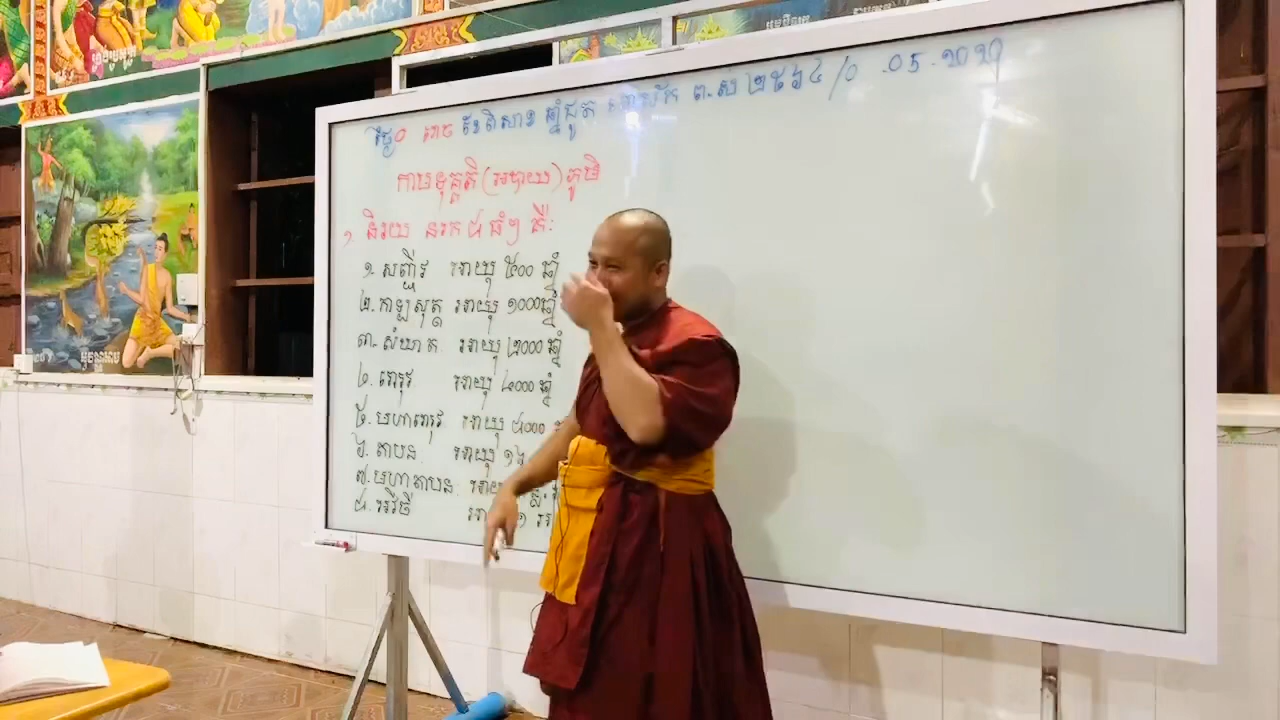 ពិសាខ ឆ្នាំជូត ព.ស ២៥៦៤ / 05
កាមទុគ្គតិ (អបាយ) ភូមិ
១. និរយ នរក ៨ ធំៗ គឺ:
១. សញ្ជីវ អាយុ ៥០០ ឆ្នាំ
២. កាឡសុត្ត អាយុ ១០០០ ឆ្នាំ
៣. សំឃាត អាយុ ២០០០ ឆ្នាំ
៤. រោរុវ អាយុ ៤០០០ ឆ្នាំ
៥. មហារោរុវ អាយុ ៨០០០
៦. តាបន អាយុ ១៦
៧. មហាតាបន
៨. អវិចី